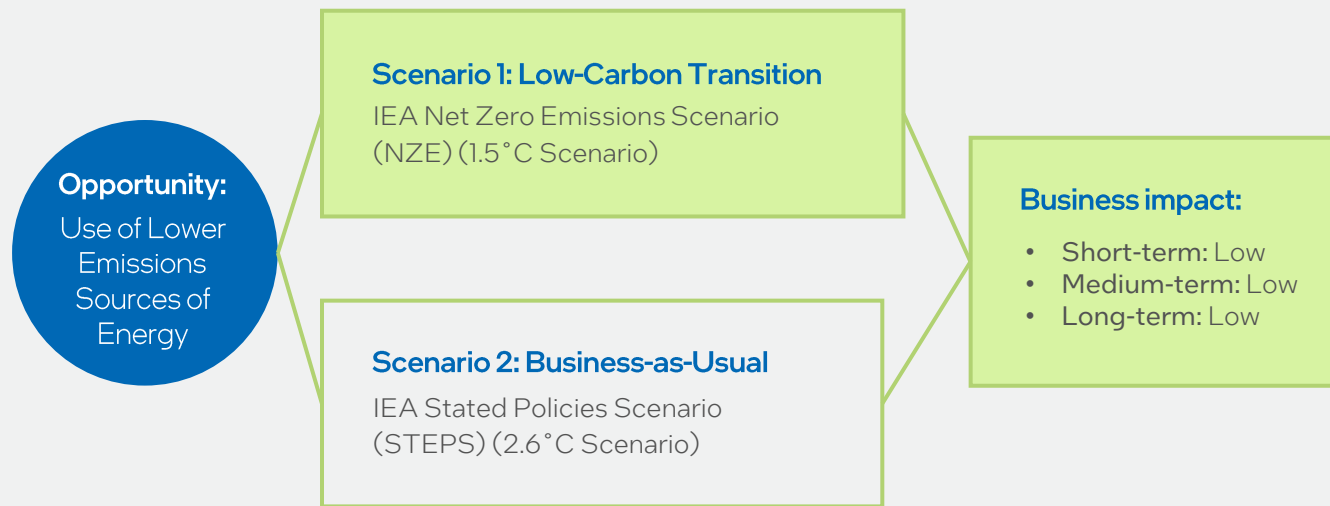 Opportunity:
Use of Lower
Emissions
Sources of
Energy
Scenario 1: Low-Carbon Transition
IEA Net Zero Emissions Scenario
(NZE) (1.5°C Scenario)
Scenario 2: Business-as-Usual
IEA Stated Policies Scenario
(STEPS) (2.6°C Scenario)
Business impact:
• Short-term: Low
• Medium-term: Low
• Long-term: Low